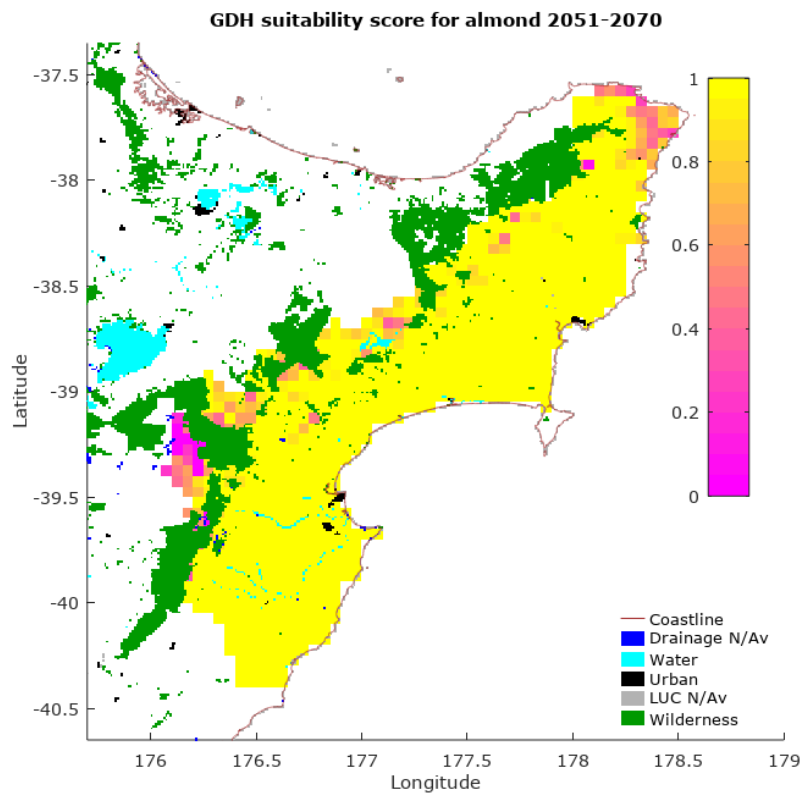 GDH suitability score for almond 2051-2070
-37.5
-38
-38.5
-39
-39.5
-40
-40.5
Latitude
176
176.5
177
177.5
178
178.5
179
Longitude
1
0.8
0.6
0.4
0.2
0
Coastline
Drainage N/Av
Water
Urban
LUC N/Av
Wilderness